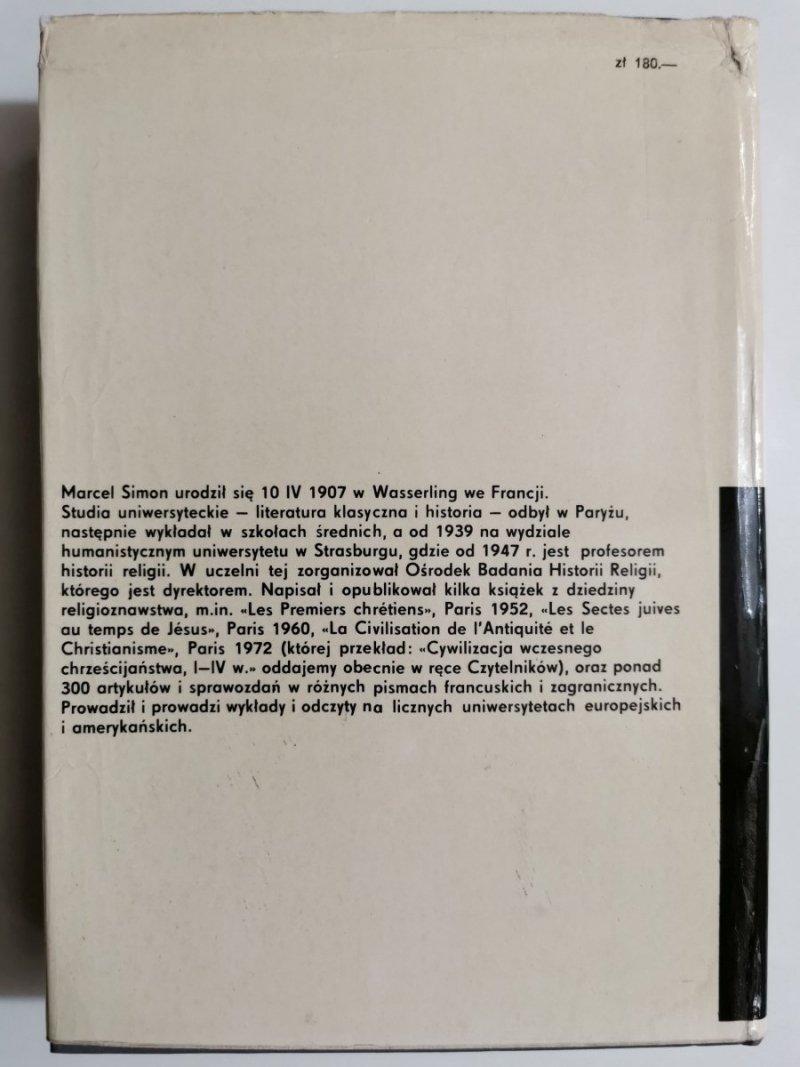 zł 180.—
Marcel Simon urodził się 10 IV 1907 w Wasserling we Francji.
Studia uniwersyteckie — literatura klasyczna i historia — odbył w Paryżu,
następnie wykładał w szkołach średnich, a od 1939 na wydziale
humanistycznym uniwersytetu w Strasburgu, gdzie od 1947 r. jest profesorem
historii religii. W uczelni tej zorganizował Ośrodek Badania Historii Religii,
którego jest dyrektorem. Napisał i opublikował kilka książek z dziedziny
religioznawstwa, m.in. «Les Premiers chrétiens», Paris 1952, «Les Sectes juives
au temps de Jésus», Paris 1960, «La Civilisation de l'Antiquité et le
Christianisme», Paris 1972 (której przekład: «Cywilizacja wczesnego
chrześcijaństwa, I—IV w.» oddajemy obecnie w ręce Czytelników), oraz ponad
300 artykułów i sprawozdań w różnych pismach francuskich i zagranicznych.
Prowadził i prowadzi wykłady i odczyty na licznych uniwersytetach europejskich
i amerykańskich.